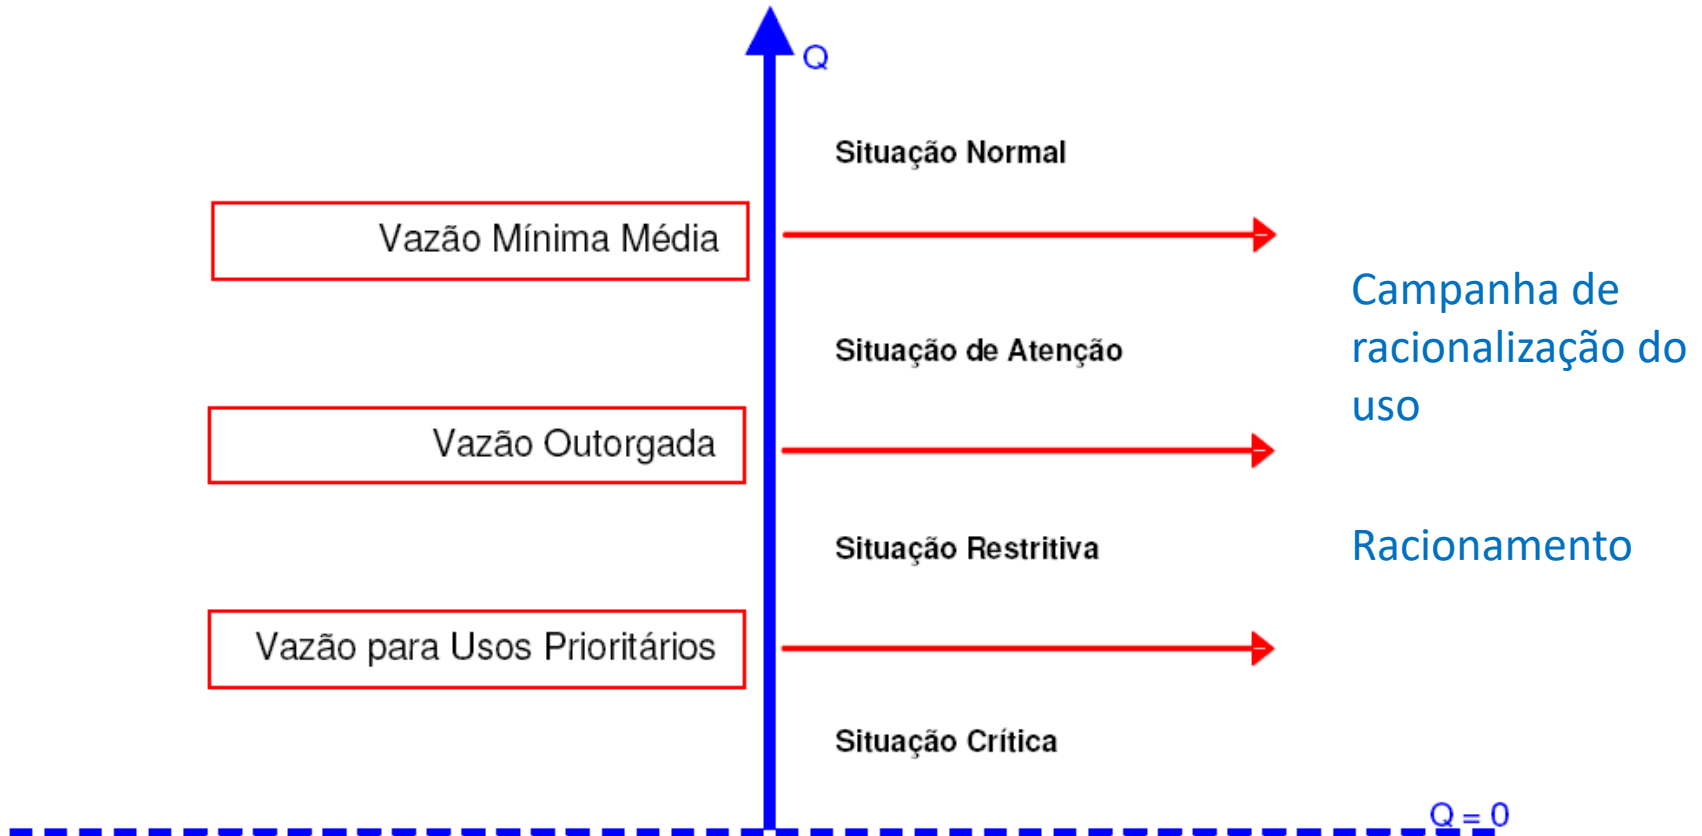 Q
Situação Normal
Vazão Mínima Média
Campanha de
racionalização do
uso
Situação de Atenção
Vazão Outorgada
Situação Restritiva
Racionamento
Vazão para Usos Prioritários
Situação Crítica
Q = 0